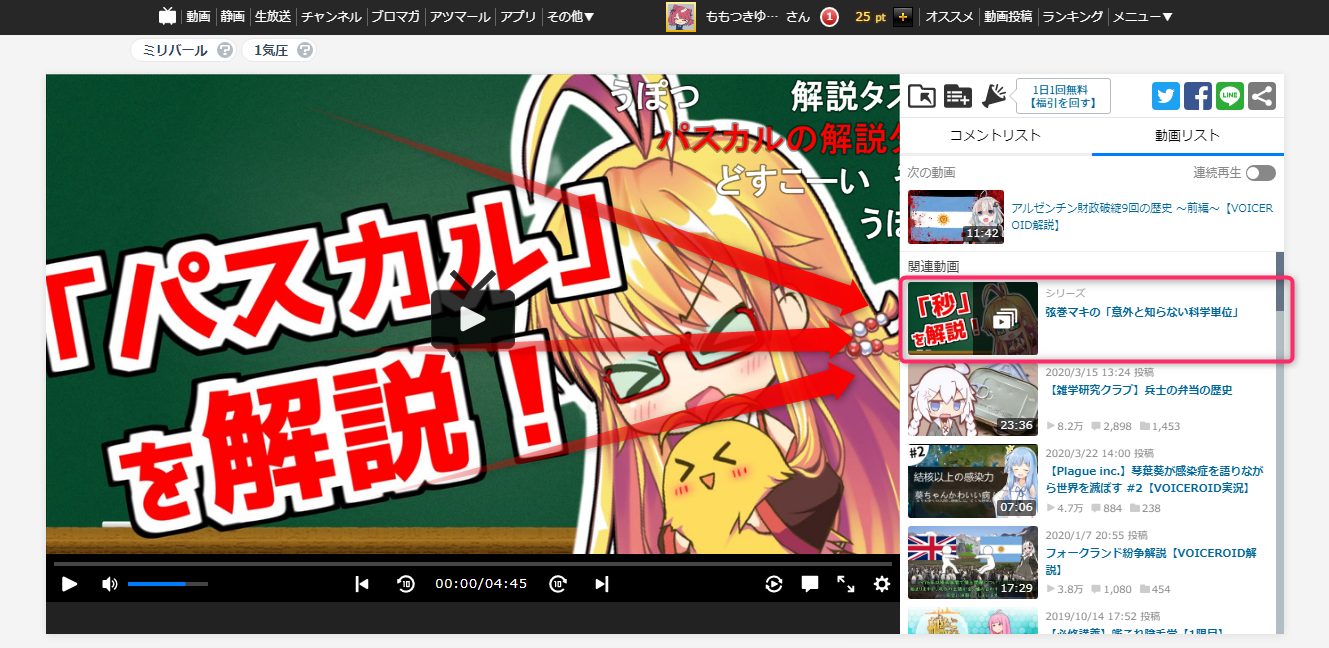 動画 静画 生放送 チャンネル ブロマガ アツマール アプリ その他▼
ももつきゆ… さん 1 25 pt + オススメ 動画投稿 ランキング メニュー▼
ミリバール ? 1気圧 ?
うぽつ
解説タス
パスカルの解説タ
どすこーい
うぽ
「パスカル」
を解説!
00:00/04:45
1日1回無料
【福引を回す】
LINE
コメントリスト 動画リスト
次の動画 連続再生
11:42
アルゼンチン財政破綻9回の歴史 ～前編～【VOICER
OID解説】
関連動画
「秒」
を解説!
シリーズ
弦巻マキの「意外と知らない科学単位」
23:36
2020/3/15 13:24 投稿
【雑学研究クラブ】兵士の弁当の歴史
8.2万 2,898 1,453
#2
結核以上の感染力
葵ちゃんかわいい病
07:06
2020/3/22 14:00 投稿
【Plague inc.】琴葉葵が感染症を語りなが
ら世界を滅ぼす #2【VOICEROID実況】
4.7万 884 238
17:29
2020/1/7 20:55 投稿
フォークランド紛争解説【VOICEROID解
説】
3.8万 1,080 454
2019/10/14 17:52 投稿